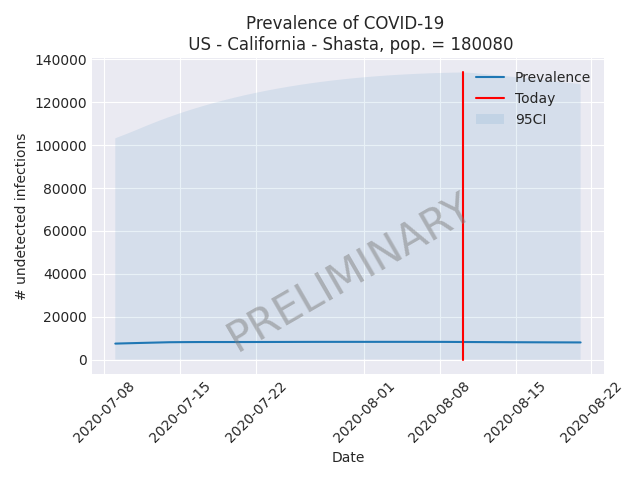 Prevalence of COVID-19
US - California - Shasta, pop. = 180080
140000
120000
100000
80000
60000
40000
20000
0
# undetected infections
Prevalence
Today
95CI
PRELIMINARY
2020-07-08
2020-07-15
2020-07-22
2020-08-01
2020-08-08
2020-08-15
2020-08-22
Date